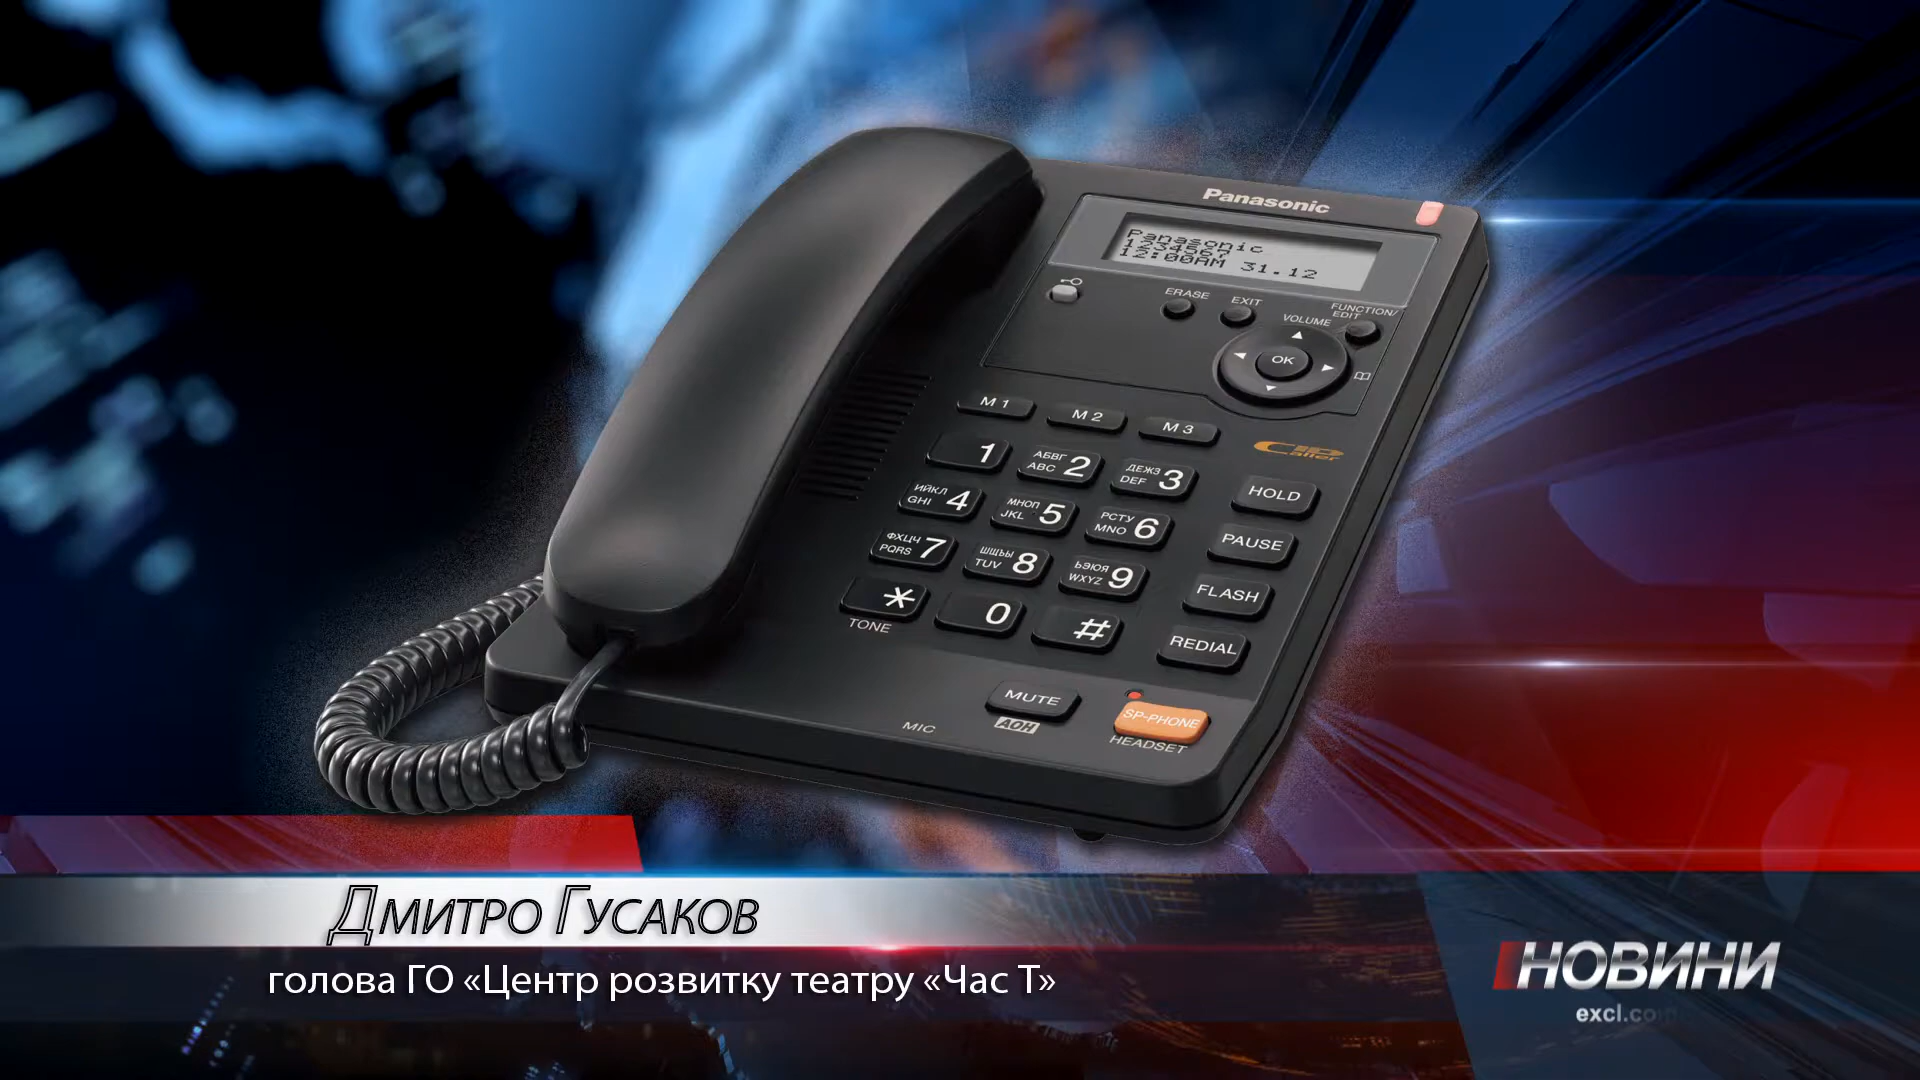 Panasonic
Panasonic
12:00AM 31.12
ERASE EXIT VOLUME FUNCTION/
EDIT
OK
M 1 M 2 M 3
1
АБВГ
ABC 2
ДЕЖЗ
DEF 3
Caller
HOLD
ИЙКЛ
GHI 4
МНОП
JKL 5
РСТУ
MNO 6
PAUSE
ФХЦЧ
PQRS 7
ШЩЪЫ
TUV 8
ЬЭЮЯ
WXYZ 9
FLASH
* 0 #
TONE
REDIAL
MUTE
АОН
MIC
SP-PHONE
HEADSET
Дмитро Гусаков
голова ГО «Центр розвитку театру «Час Т»
НОВИНИ
excl.com